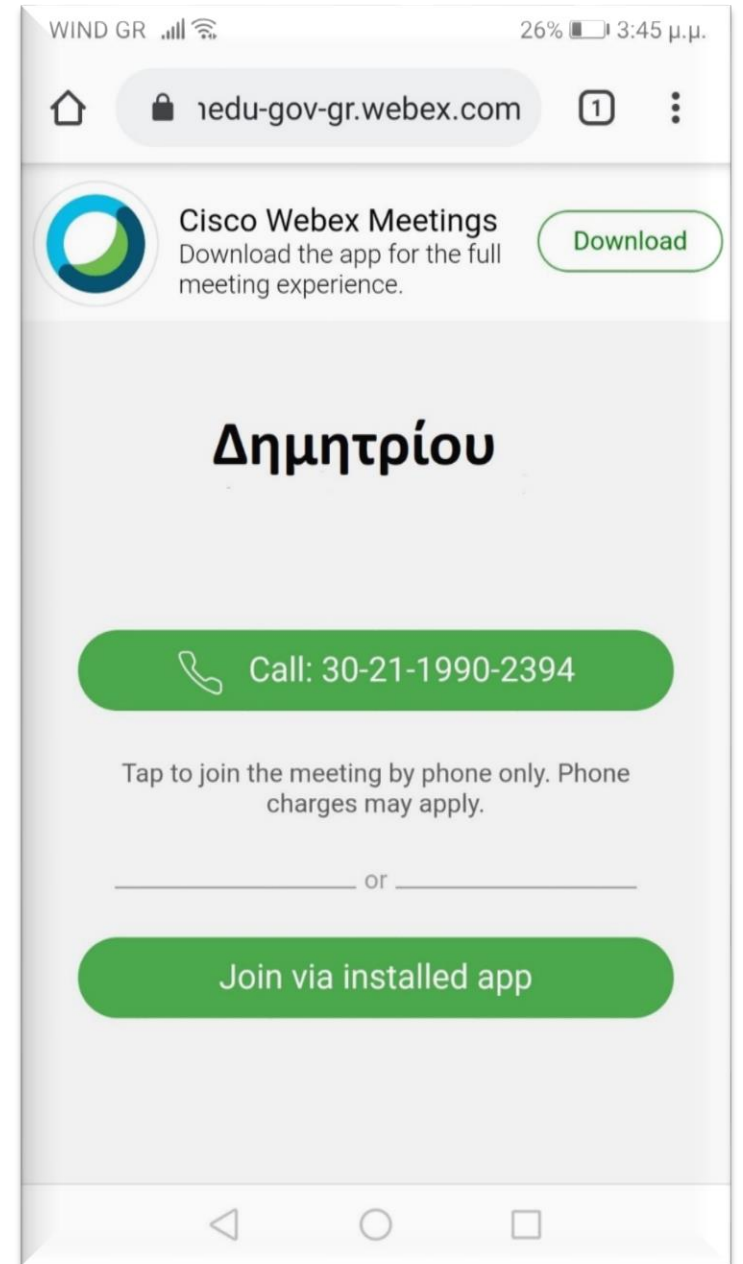 WIND GR 26% 3:45 μ.μ.
nedu-gov-gr.webex.com 1
Cisco Webex Meetings
Download the app for the full
meeting experience.
Download
Δημητρίου
Call: 30-21-1990-2394
Tap to join the meeting by phone only. Phone
charges may apply.
or
Join via installed app